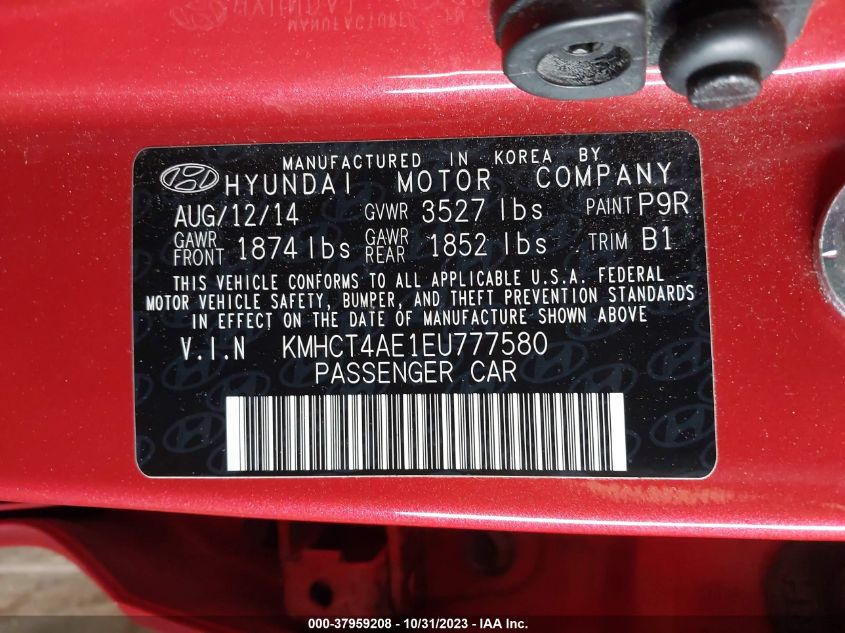 MANUFACTURED IN KOREA BY
HYUNDAI MOTOR COMPANY
AUG/12/14 GVWR 3527 lbs PAINT P9R
GAWR FRONT 1874 lbs GAWR REAR 1852 lbs TRIM B1
THIS VEHICLE CONFORMS TO ALL APPLICABLE U.S.A. FEDERAL
MOTOR VEHICLE SAFETY, BUMPER, AND THEFT PREVENTION STANDARDS
IN EFFECT ON THE DATE OF MANUFACTURE SHOWN ABOVE
V.I.N KMHCT4AE1EU777580
PASSENGER CAR
000-37959208 - 10/31/2023 - IAA Inc.